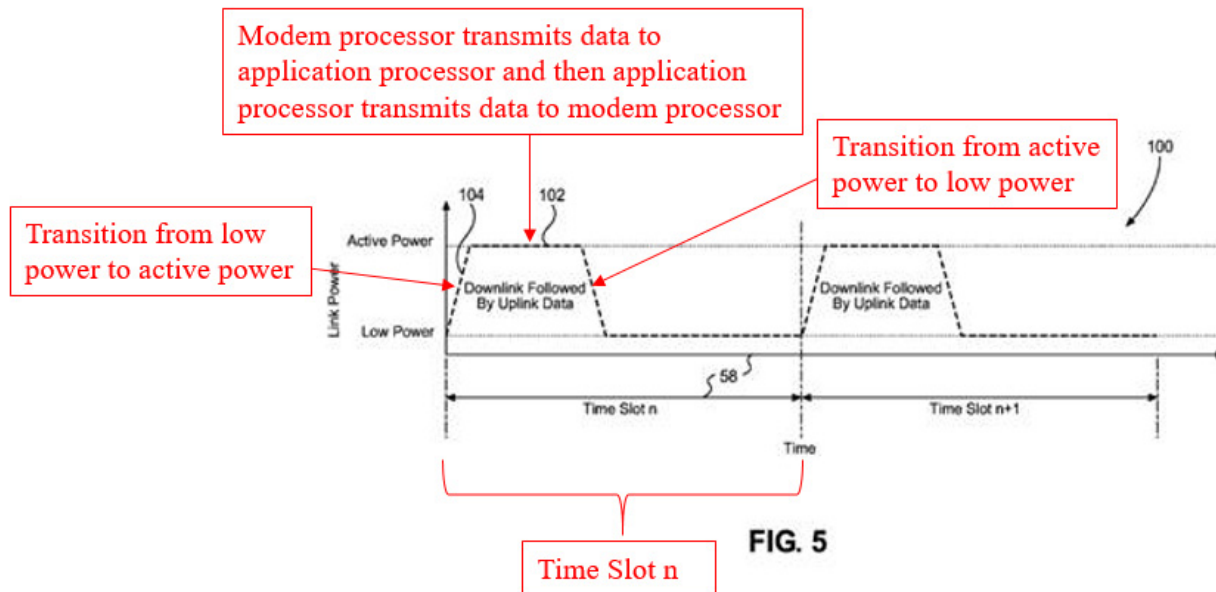 Modem processor transmits data to
application processor and then application
processor transmits data to modem processor
Transition from active
power to low power
100
104
102
Transition from low
power to active power
Active Power
Downlink Followed
By Uplink Data
Downlink Followed
By Uplink Data
Link Power
Low Power
58
Time Slot n
Time Slot n+1
Time
FIG. 5
Time Slot n